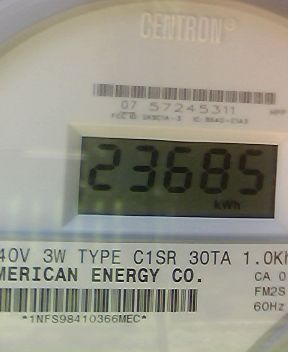 CENTRON®
07 57245311
23685
kWh
40V 3W TYPE C1SR 30TA 1.0Kh
MERICAN ENERGY CO.
CA 0
FM2S
60Hz
*1NFS98410366MEC*